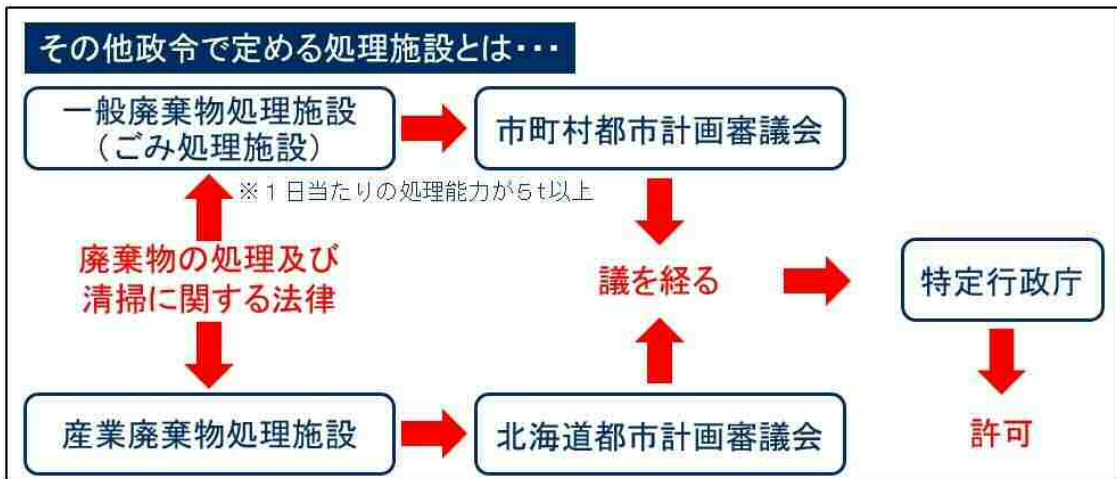 その他政令で定める処理施設とは・・・
一般廃棄物処理施設
(ごみ処理施設)
市町村都市計画審議会
※1日当たりの処理能力が5t以上
廃棄物の処理及び
清掃に関する法律
議を経る
特定行政庁
産業廃棄物処理施設
北海道都市計画審議会
許可